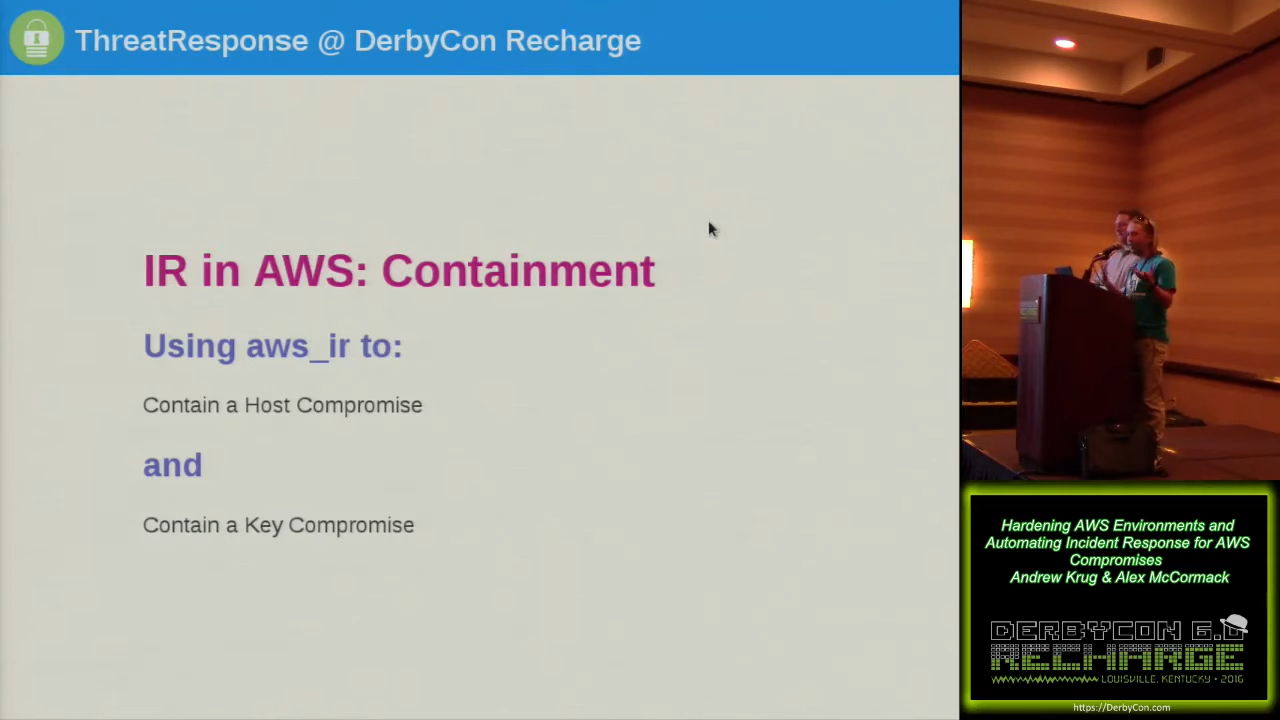 ThreatResponse @ DerbyCon Recharge
IR in AWS: Containment
Using aws_ir to:
Contain a Host Compromise
and
Contain a Key Compromise
Hardening AWS Environments and
Automating Incident Response for AWS
Compromises
Andrew Krug & Alex McCormack
DERBYCON 6.0
RECHARGE
LOUISVILLE, KENTUCKY • 2016
https://DerbyCon.com